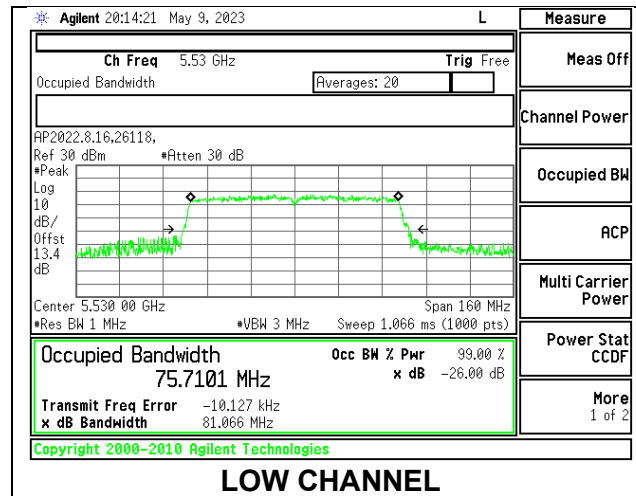 Agilent 20:14:21 May 9, 2023 L
Measure
Ch Freq 5.53 GHz Trig Free
Occupied Bandwidth Averages: 20
AP2022.8.16,26118,
Ref 30 dBm #Atten 30 dB
#Peak
Log
10
dB/
Offst
13.4
dB
Center 5.530 00 GHz Span 160 MHz
#Res BW 1 MHz #VBW 3 MHz Sweep 1.066 ms (1000 pts)
Occupied Bandwidth Occ BW % Pwr 99.00 %
75.7101 MHz x dB -26.00 dB
Transmit Freq Error -10.127 kHz
x dB Bandwidth 81.066 MHz
Copyright 2000-2010 Agilent Technologies
Meas Off
Channel Power
Occupied BW
ACP
Multi Carrier
Power
Power Stat
CCDF
More
1 of 2
LOW CHANNEL